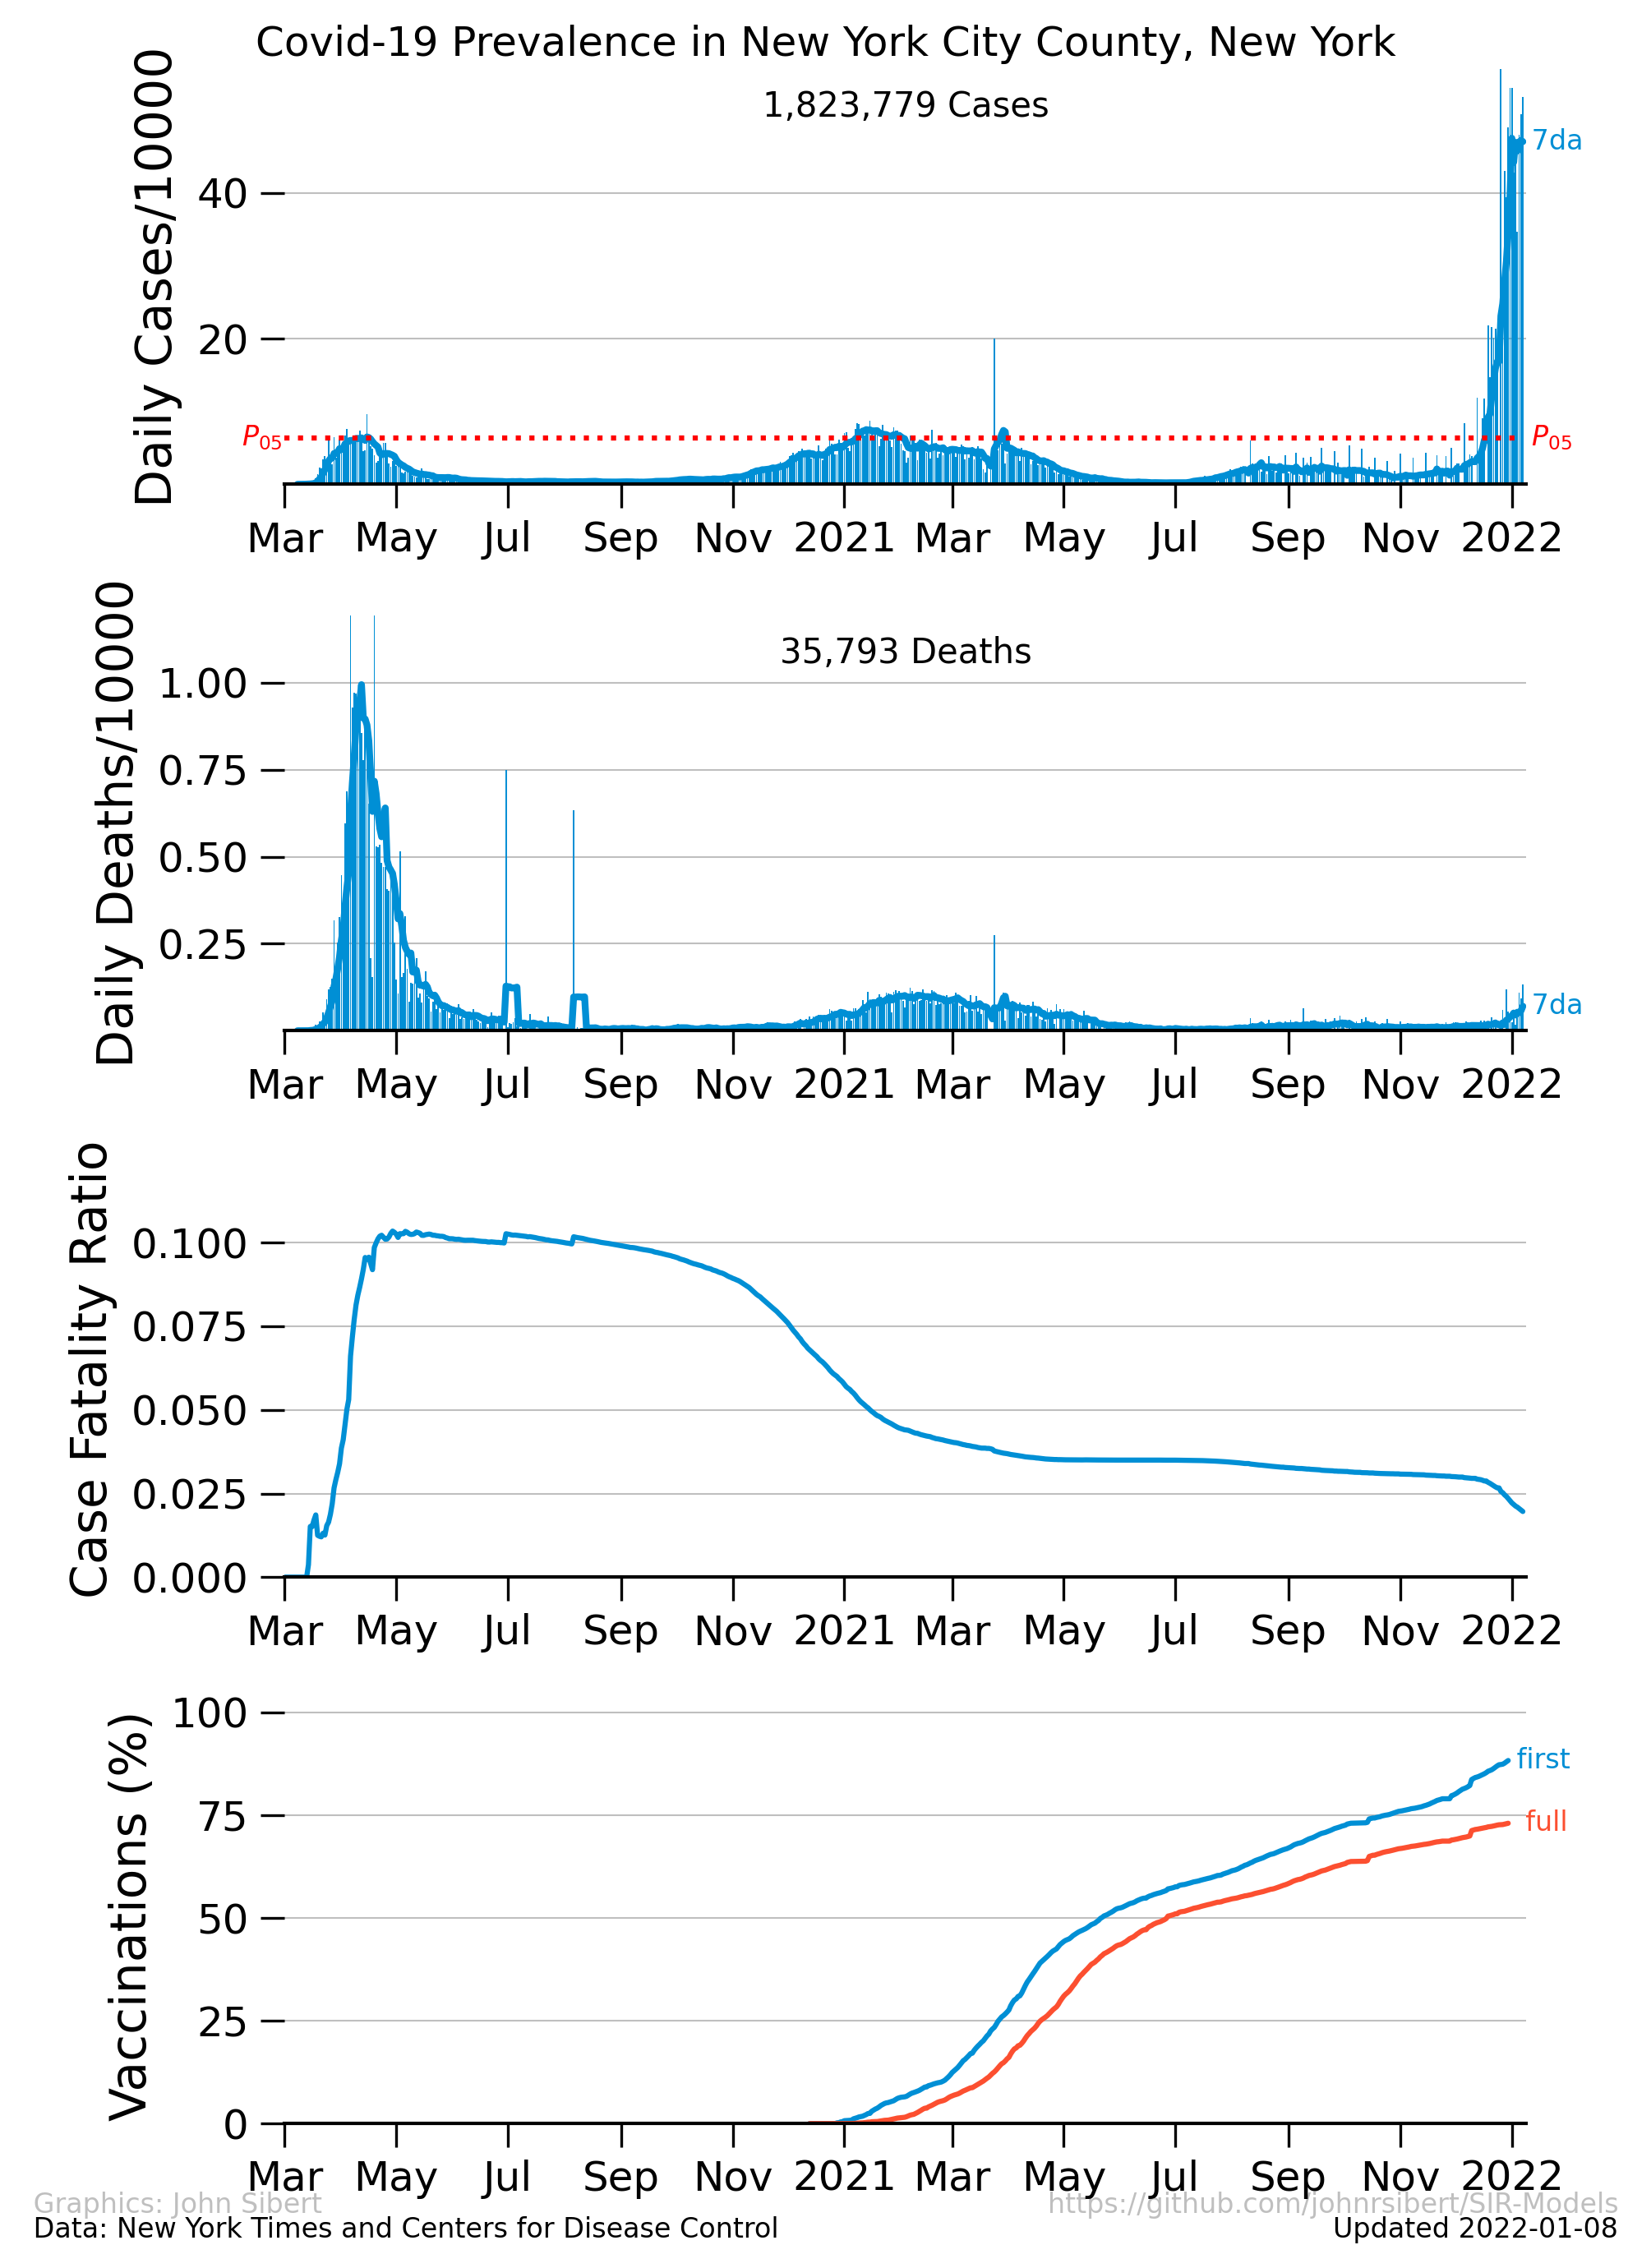 Covid-19 Prevalence in New York City County, New York
Daily Cases/10000
1,823,779 Cases
40
20
7da
P05
P05
Mar May Jul Sep Nov 2021 Mar May Jul Sep Nov 2022
Daily Deaths/10000
35,793 Deaths
1.00
0.75
0.50
0.25
7da
Mar May Jul Sep Nov 2021 Mar May Jul Sep Nov 2022
Case Fatality Ratio
0.100
0.075
0.050
0.025
0.000
Mar May Jul Sep Nov 2021 Mar May Jul Sep Nov 2022
Vaccinations (%)
100
75
50
25
0
first
full
Mar May Jul Sep Nov 2021 Mar May Jul Sep Nov 2022
Graphics: John Sibert
https://github.com/johnrsibert/SIR-Models
Data: New York Times and Centers for Disease Control
Updated 2022-01-08